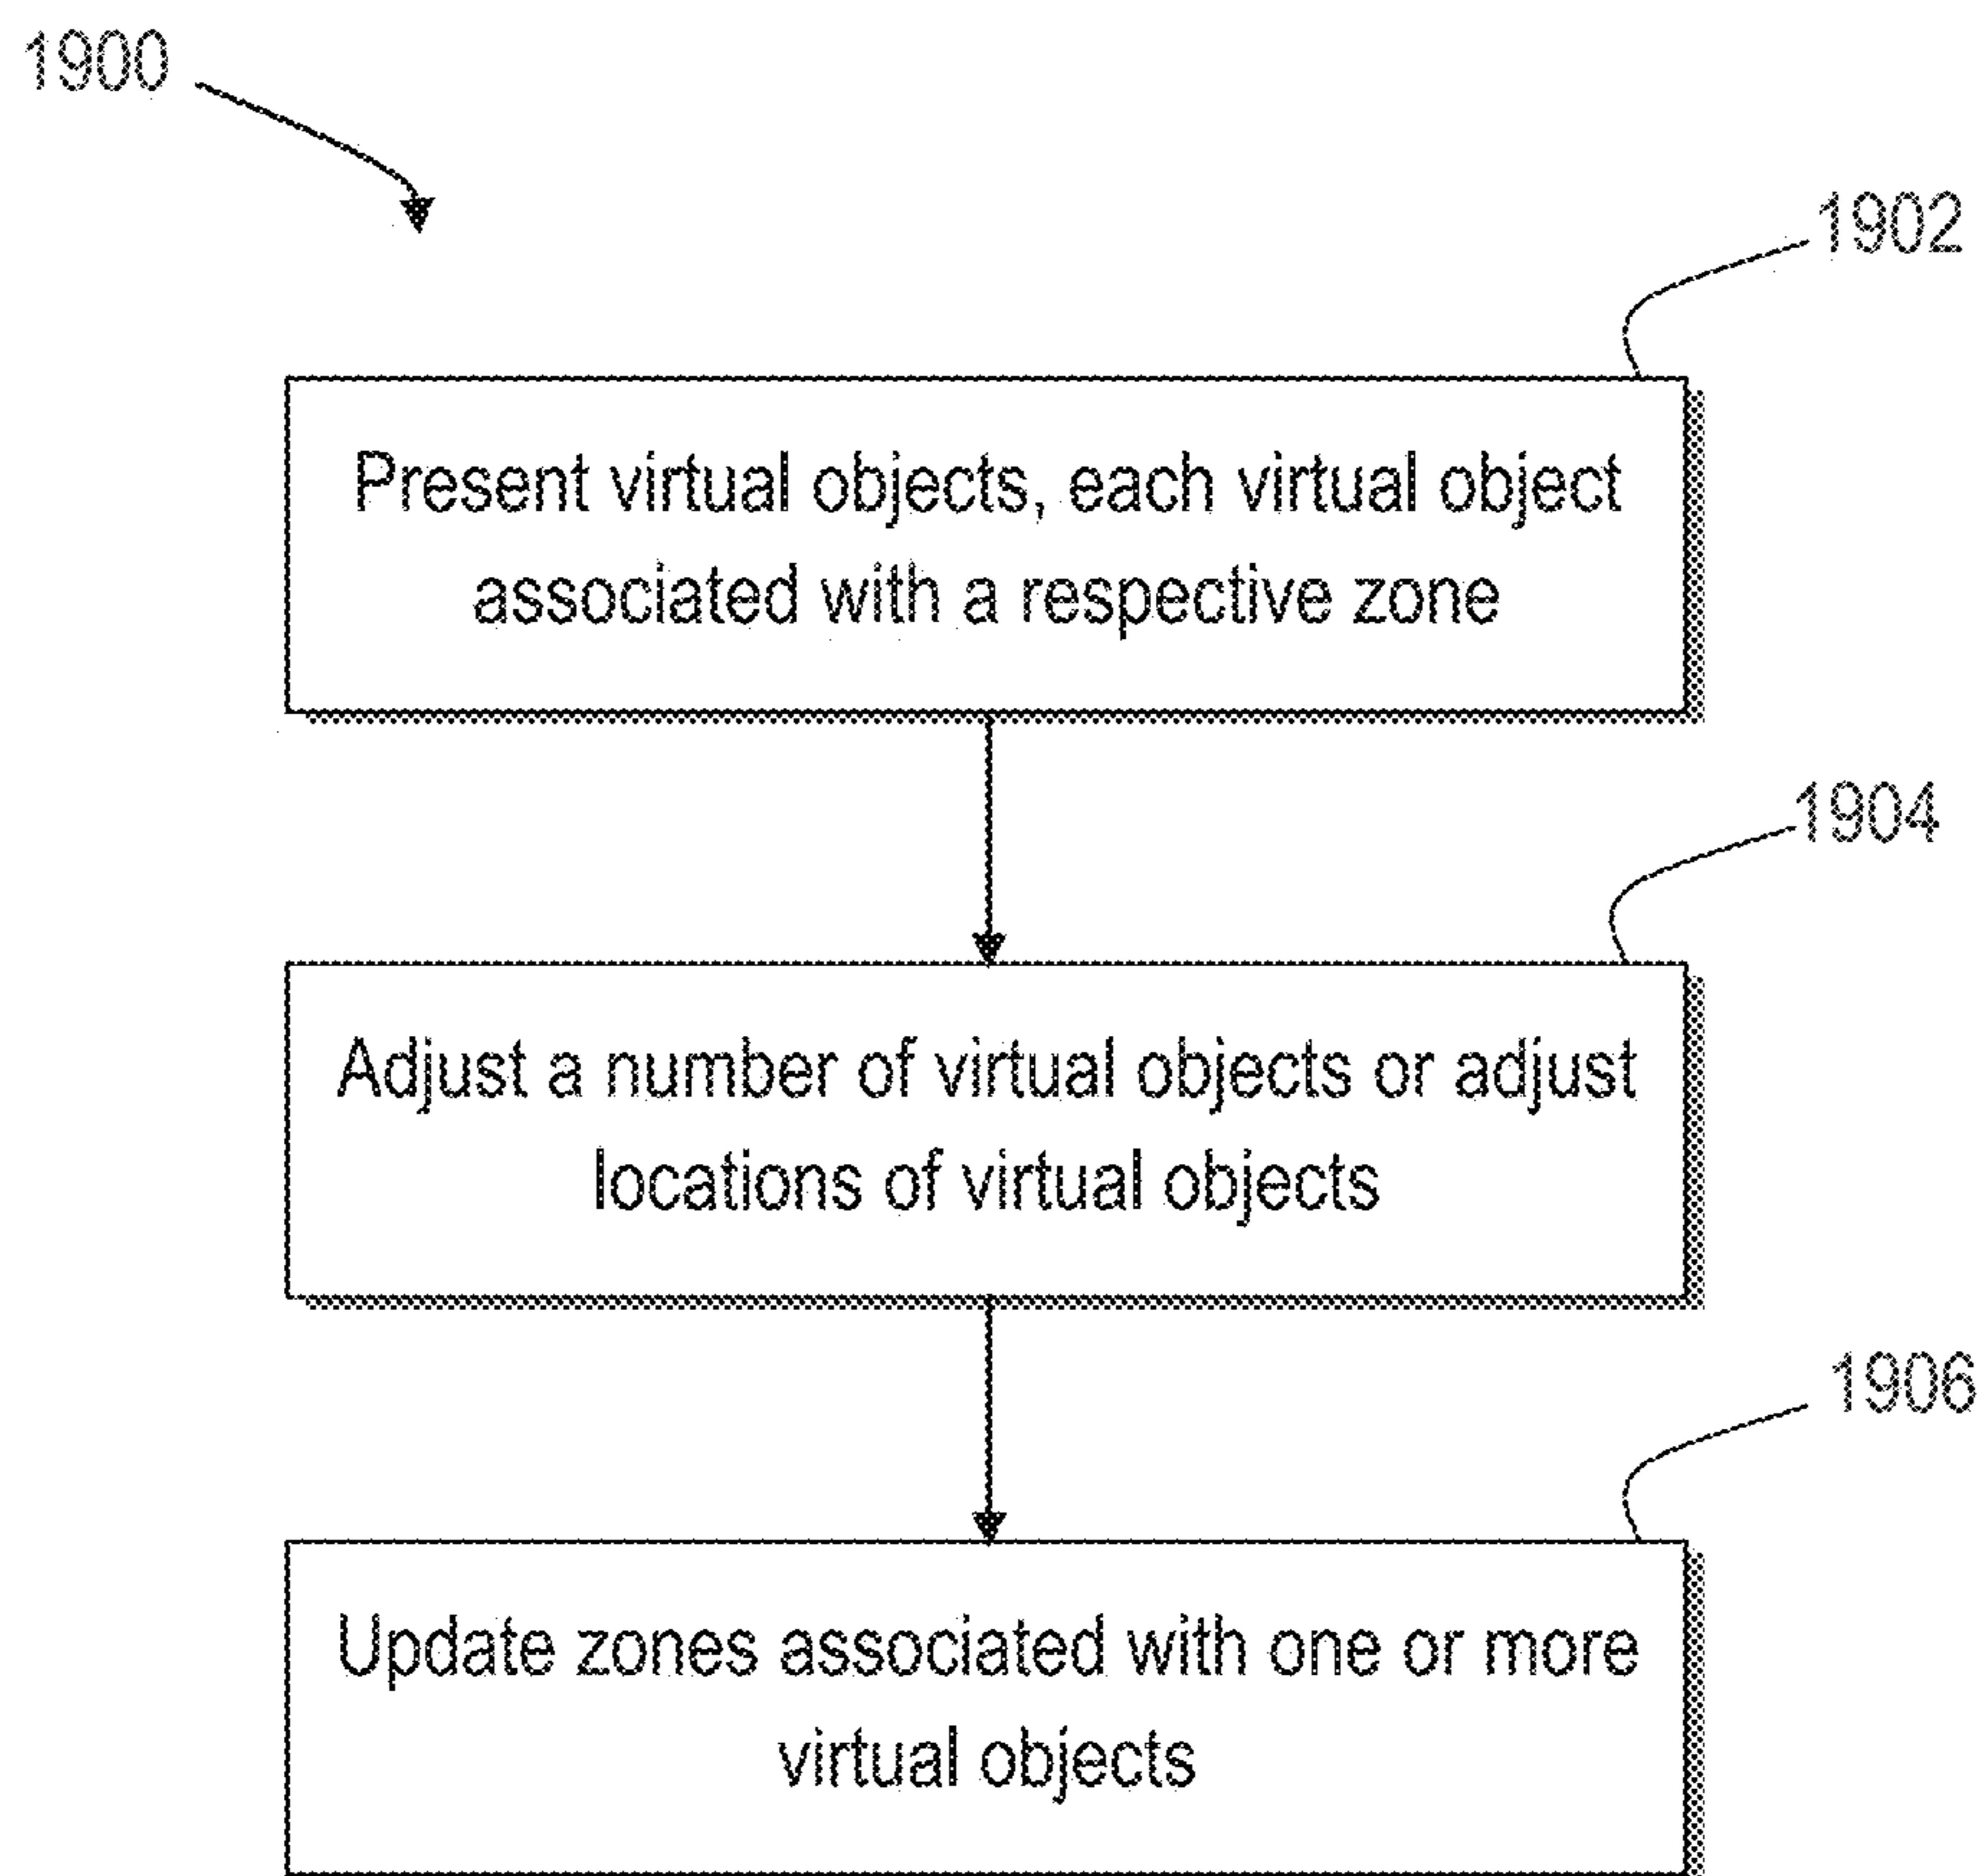 1900
1902
Present virtual objects, each virtual object
associated with a respective zone
1904
Adjust a number of virtual objects or adjust
locations of virtual objects
1906
Update zones associated with one or more
virtual objects